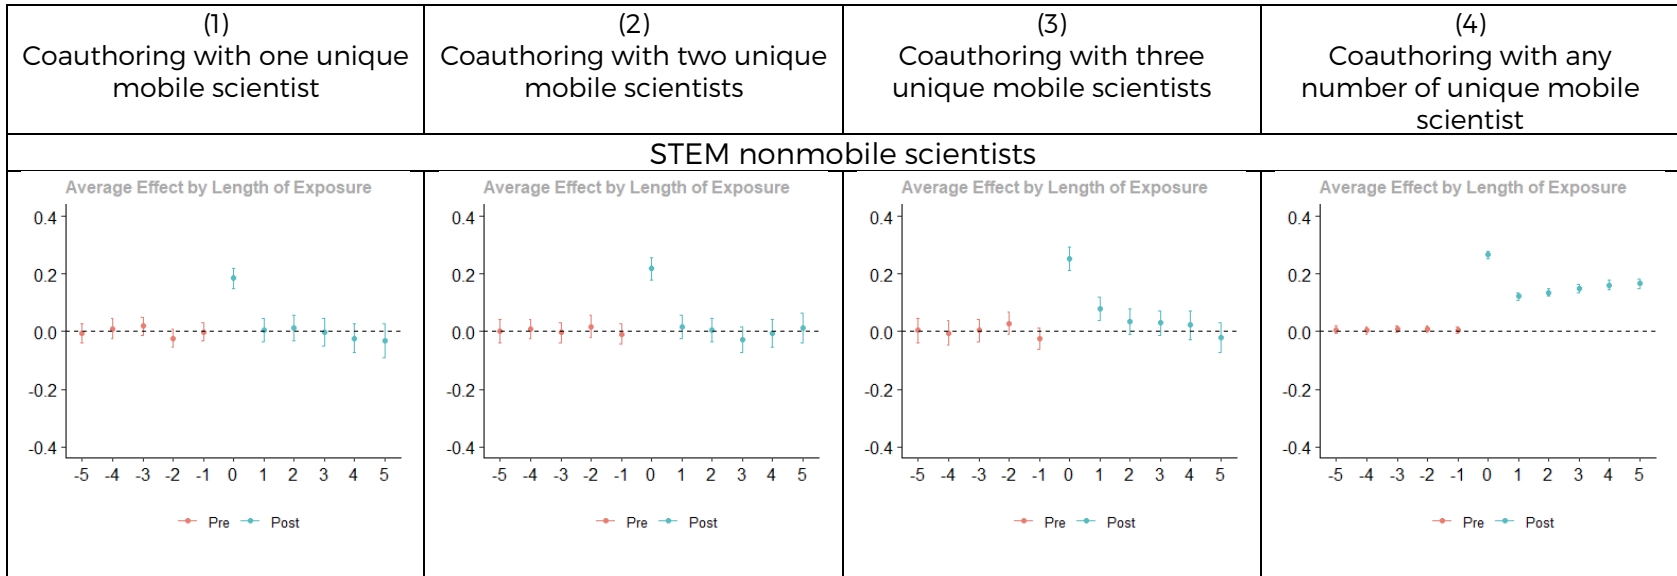 (1)
Coauthoring with one unique
mobile scientist
(2)
Coauthoring with two unique
mobile scientists
(3)
Coauthoring with three
unique mobile scientists
(4)
Coauthoring with any
number of unique mobile
scientist
STEM nonmobile scientists
Average Effect by Length of Exposure
0.4
0.2
0.0
-0.2
-0.4
-5 -4 -3 -2 -1 0 1 2 3 4 5
Pre Post
Average Effect by Length of Exposure
0.4
0.2
0.0
-0.2
-0.4
-5 -4 -3 -2 -1 0 1 2 3 4 5
Pre Post
Average Effect by Length of Exposure
0.4
0.2
0.0
-0.2
-0.4
-5 -4 -3 -2 -1 0 1 2 3 4 5
Pre Post
Average Effect by Length of Exposure
0.4
0.2
0.0
-0.2
-0.4
-5 -4 -3 -2 -1 0 1 2 3 4 5
Pre Post